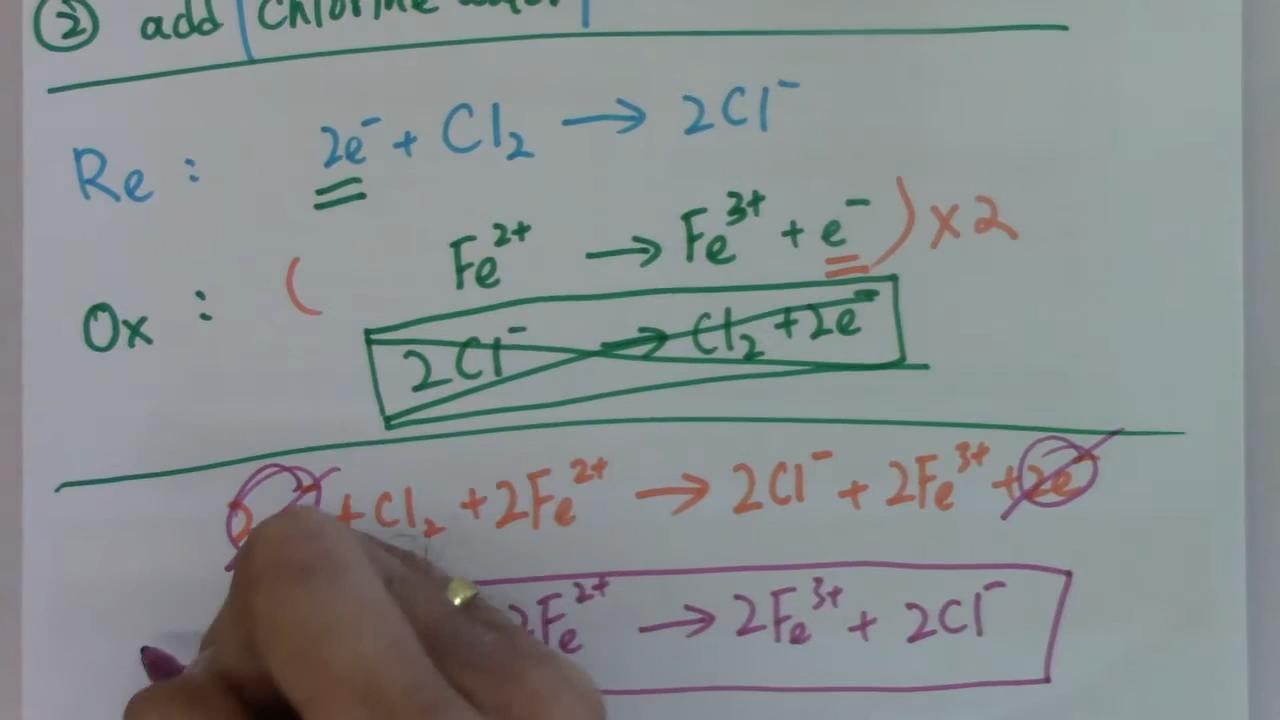 ② add chlorine water
Re : 2e⁻ + Cl₂ → 2Cl⁻
( Fe²⁺ → Fe³⁺ + e⁻ ) × 2
Ox :
2Cl⁻ → Cl₂ + 2e⁻
+ Cl₂ + 2Fe²⁺ → 2Cl⁻ + 2Fe³⁺ + 2e⁻
2Fe²⁺ → 2Fe³⁺ + 2Cl⁻